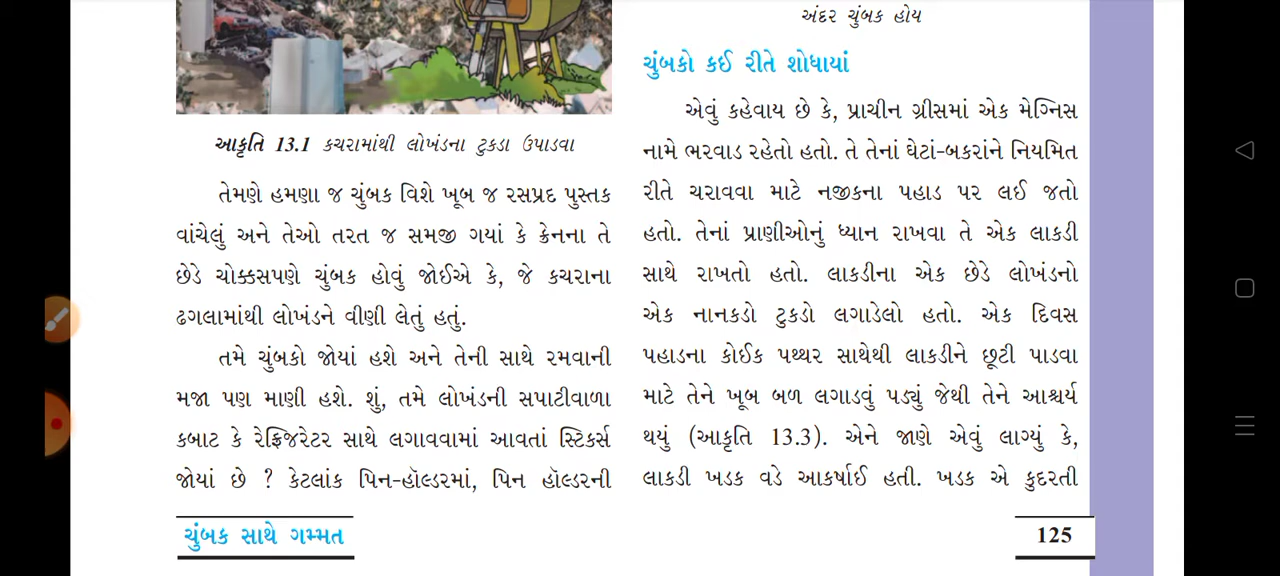 આકૃતિ 13.1 કચરામાંથી લોખંડના ટુકડા ઉપાડવા
તેમણે હમણા જ ચુંબક વિશે ખૂબ જ રસપ્રદ પુસ્તક
વાંચેલું અને તેઓ તરત જ સમજી ગયાં કે ક્રેનના તે
છેડે ચોક્કસપણે ચુંબક હોવું જોઈએ કે, જે કચરાના
ઢગલામાંથી લોખંડને વીણી લેતું હતું.
તમે ચુંબકો જોયાં હશે અને તેની સાથે રમવાની
મજા પણ માણી હશે. શું, તમે લોખંડની સપાટીવાળા
કબાટ કે રેફ્રિજરેટર સાથે લગાવવામાં આવતાં સ્ટિકર્સ
જોયાં છે ? કેટલાંક પિન-હૉલ્ડરમાં, પિન હૉલ્ડરની
અંદર ચુંબક હોય
ચુંબકો કઈ રીતે શોધાયાં
એવું કહેવાય છે કે, પ્રાચીન ગ્રીસમાં એક મેગ્નિસ
નામે ભરવાડ રહેતો હતો. તે તેનાં ઘેટાં-બકરાંને નિયમિત
રીતે ચરાવવા માટે નજીકના પહાડ પર લઈ જતો
હતો. તેનાં પ્રાણીઓનું ધ્યાન રાખવા તે એક લાકડી
સાથે રાખતો હતો. લાકડીના એક છેડે લોખંડનો
એક નાનકડો ટુકડો લગાડેલો હતો. એક દિવસ
પહાડના કોઈક પથ્થર સાથેથી લાકડીને છૂટી પાડવા
માટે તેને ખૂબ બળ લગાડવું પડ્યું જેથી તેને આશ્ચર્ય
થયું (આકૃતિ 13.3). એને જાણે એવું લાગ્યું કે,
લાકડી ખડક વડે આકર્ષાઈ હતી. ખડક એ કુદરતી
ચુંબક સાથે ગમ્મત
125